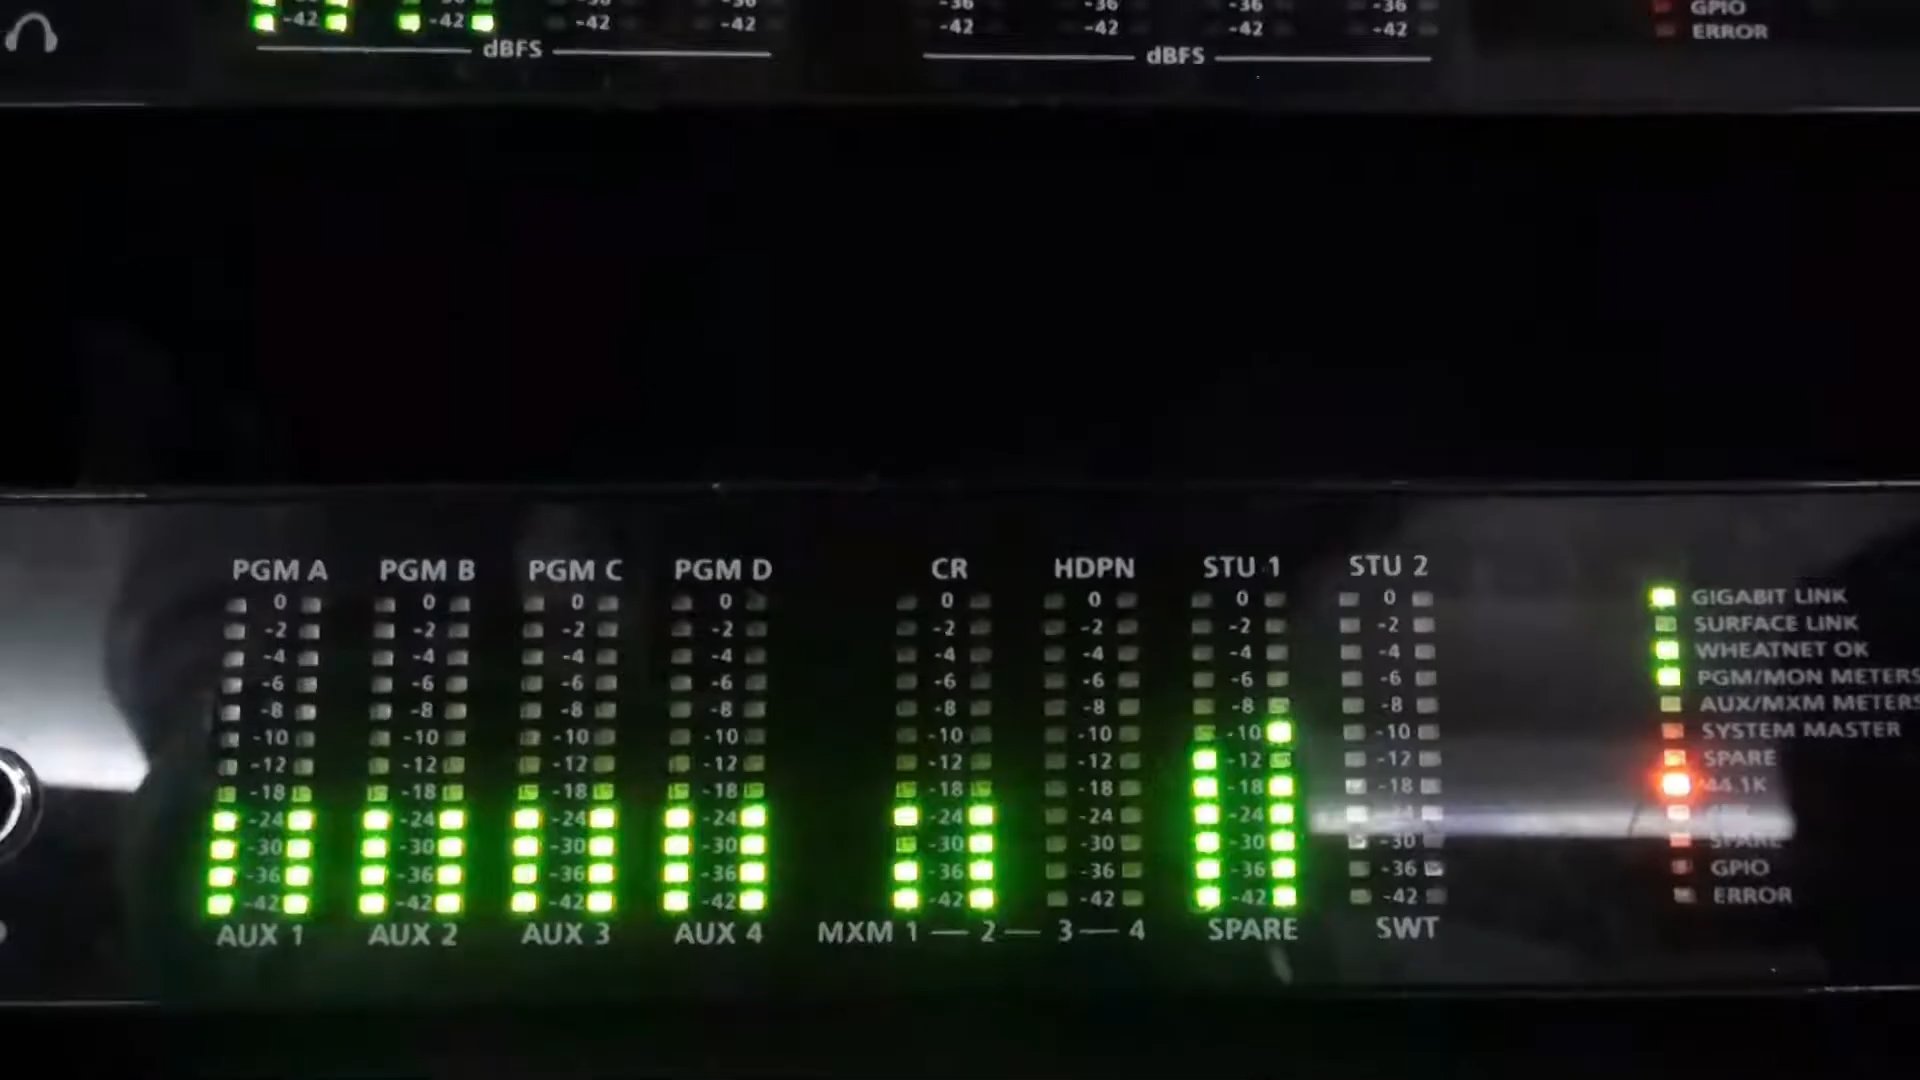 -36 -36 -36 -36
-42 -42 -42 -42 -42 -42 -42 -42
dBFS dBFS
GPIO
ERROR
PGM A PGM B PGM C PGM D CR HDPN STU 1 STU 2
0 0 0 0 0 0 0 0
-2 -2 -2 -2 -2 -2 -2 -2
-4 -4 -4 -4 -4 -4 -4 -4
-6 -6 -6 -6 -6 -6 -6 -6
-8 -8 -8 -8 -8 -8 -8 -8
-10 -10 -10 -10 -10 -10 -10 -10
-12 -12 -12 -12 -12 -12 -12 -12
-18 -18 -18 -18 -18 -18 -18 -18
-24 -24 -24 -24 -24 -24 -24 -24
-30 -30 -30 -30 -30 -30 -30 -30
-36 -36 -36 -36 -36 -36 -36 -36
-42 -42 -42 -42 -42 -42 -42 -42
AUX 1 AUX 2 AUX 3 AUX 4 MXM 1 — 2 — 3 — 4 SPARE SWT
GIGABIT LINK
SURFACE LINK
WHEATNET OK
PGM/MON METERS
AUX/MXM METERS
SYSTEM MASTER
SPARE
44.1K
SPARE
GPIO
ERROR